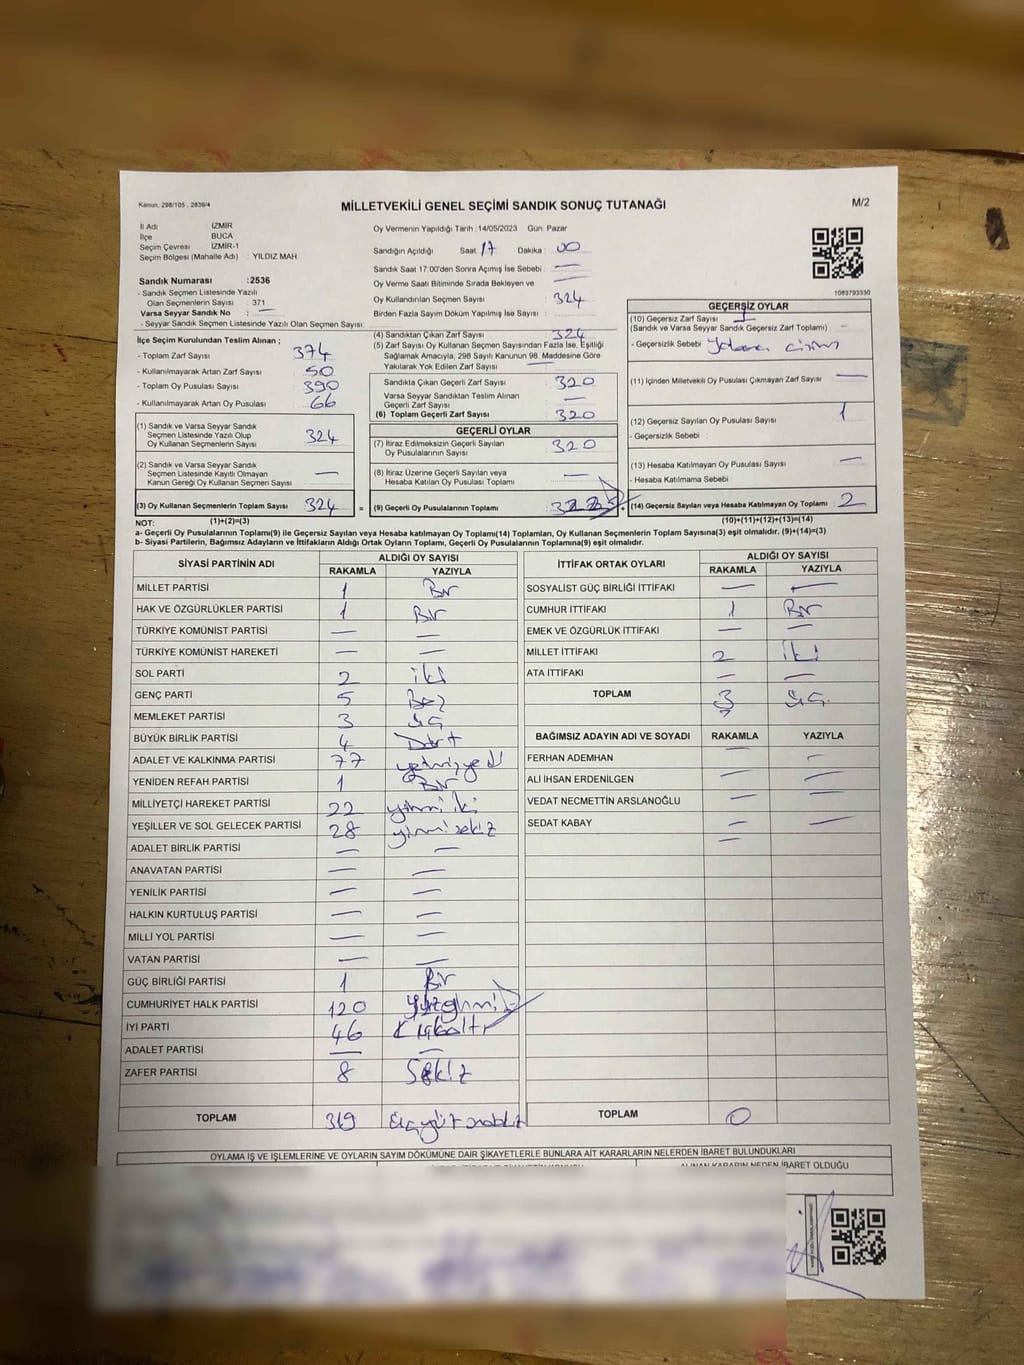 Kanun, 298/105 , 2839/4
MİLLETVEKİLİ GENEL SEÇİMİ SANDIK SONUÇ TUTANAĞI
M/2
İl Adı İZMİR
İlçe BUCA
Seçim Çevresi İZMİR-1
Seçim Bölgesi (Mahalle Adı) : YILDIZ MAH.
Sandık Numarası :2536
- Sandık Seçmen Listesinde Yazılı
Olan Seçmenlerin Sayısı : 371
Varsa Seyyar Sandık No : —
- Seyyar Sandık Seçmen Listesinde Yazılı Olan Seçmen Sayısı:
Oy Vermenin Yapıldığı Tarih :14/05/2023 Gün: Pazar
Sandığın Açıldığı Saat: 17 Dakika : 00
Sandık Saat 17:00'den Sonra Açımış İse Sebebi : —
Oy Verme Saati Bitiminde Sırada Bekleyen ve : —
Oy Kullandırılan Seçmen Sayısı : 324
Birden Fazla Sayım Döküm Yapılmış İse Sayısı : —
1083793330
İlçe Seçim Kurulundan Teslim Alınan ;
- Toplam Zarf Sayısı : 374
- Kullanılmayarak Artan Zarf Sayısı : 50
- Toplam Oy Pusulası Sayısı : 390
- Kullanılmayarak Artan Oy Pusulası : 66
(1) Sandık ve Varsa Seyyar Sandık
Seçmen Listesinde Yazılı Olup
Oy Kullanan Seçmenlerin Sayısı 324
(2) Sandık ve Varsa Seyyar Sandık
Seçmen Listesinde Kayıtlı Olmayan
Kanun Gereği Oy Kullanan Seçmen Sayısı —
(3) Oy Kullanan Seçmenlerin Toplam Sayısı 324 =
(4) Sandıktan Çıkan Zarf Sayısı : 324
(5) Zarf Sayısı Oy Kullanan Seçmen Sayısından Fazla İse, Eşitliği
Sağlamak Amacıyla, 298 Sayılı Kanunun 98. Maddesine Göre
Yakılarak Yok Edilen Zarf Sayısı : —
Sandıkta Çıkan Geçerli Zarf Sayısı : 320
Varsa Seyyar Sandıktan Teslim Alınan
Geçerli Zarf Sayısı : —
(6) Toplam Geçerli Zarf Sayısı : 320
GEÇERLİ OYLAR
(7) İtiraz Edilmeksizin Geçerli Sayılan
Oy Pusulalarının Sayısı : 320
(8) İtiraz Üzerine Geçerli Sayılan veya
Hesaba Katılan Oy Pusulası Toplamı —
(9) Geçerli Oy Pusulalarının Toplamı :
GEÇERSİZ OYLAR
(10) Geçersiz Zarf Sayısı : 1
(Sandık ve Varsa Seyyar Sandık Geçersiz Zarf Toplamı) —
- Geçersizlik Sebebi :
(11) İçinden Milletvekili Oy Pusulası Çıkmayan Zarf Sayısı : —
(12) Geçersiz Sayılan Oy Pusulası Sayısı : 1
- Geçersizlik Sebebi :
(13) Hesaba Katılmayan Oy Pusulası Sayısı : —
- Hesaba Katılmama Sebebi :
(14) Geçersiz Sayılan veya Hesaba Katılmayan Oy Toplamı : 2
NOT: (1)+(2)=(3) (10)+(11)+(12)+(13)=(14)
a- Geçerli Oy Pusulalarının Toplamı(9) ile Geçersiz Sayılan veya Hesaba katılmayan Oy Toplamı(14) Toplamları, Oy Kullanan Seçmenlerin Toplam Sayısına(3) eşit olmalıdır. (9)+(14)=(3)
b- Siyasi Partilerin, Bağımsız Adayların ve İttifakların Aldığı Ortak Oyların Toplamı, Geçerli Oy Pusulalarının Toplamına(9) eşit olmalıdır.
SİYASİ PARTİNİN ADI ALDIĞI OY SAYISI
RAKAMLA YAZIYLA
MİLLET PARTİSİ 1 Bir
HAK VE ÖZGÜRLÜKLER PARTİSİ 1 Bir
TÜRKİYE KOMÜNİST PARTİSİ — —
TÜRKİYE KOMÜNİST HAREKETİ — —
SOL PARTİ 2 iki
GENÇ PARTİ 5 Beş
MEMLEKET PARTİSİ 3 üç
BÜYÜK BİRLİK PARTİSİ 4 Dört
ADALET VE KALKINMA PARTİSİ 77 yetmişyedi
YENİDEN REFAH PARTİSİ 1 Bir
MİLLİYETÇİ HAREKET PARTİSİ 22 yirmi iki
YEŞİLLER VE SOL GELECEK PARTİSİ 28 yirmisekiz
ADALET BİRLİK PARTİSİ — —
ANAVATAN PARTİSİ — —
YENİLİK PARTİSİ — —
HALKIN KURTULUŞ PARTİSİ — —
MİLLİ YOL PARTİSİ — —
VATAN PARTİSİ — —
GÜÇ BİRLİĞİ PARTİSİ 1 Bir
CUMHURİYET HALK PARTİSİ 120 yüzyirmi
İYİ PARTİ 46 Kırkaltı
ADALET PARTİSİ — —
ZAFER PARTİSİ 8 Sekiz
TOPLAM 319
İTTİFAK ORTAK OYLARI ALDIĞI OY SAYISI
RAKAMLA YAZIYLA
SOSYALİST GÜÇ BİRLİĞİ İTTİFAKI — —
CUMHUR İTTİFAKI 1 Bir
EMEK VE ÖZGÜRLÜK İTTİFAKI — —
MİLLET İTTİFAKI 2 iki
ATA İTTİFAKI — —
TOPLAM 3 üç
BAĞIMSIZ ADAYIN ADI VE SOYADI RAKAMLA YAZIYLA
FERHAN ADEMHAN — —
ALİ İHSAN ERDENİLGEN — —
VEDAT NECMETTİN ARSLANOĞLU — —
SEDAT KABAY — —
—
TOPLAM 0
OYLAMA İŞ VE İŞLEMLERİNE VE OYLARIN SAYIM DÖKÜMÜNE DAİR ŞİKAYETLERLE BUNLARA AİT KARARLARIN NELERDEN İBARET BULUNDUKLARI
ALINAN KARARIN NEDEN İBARET OLDUĞU